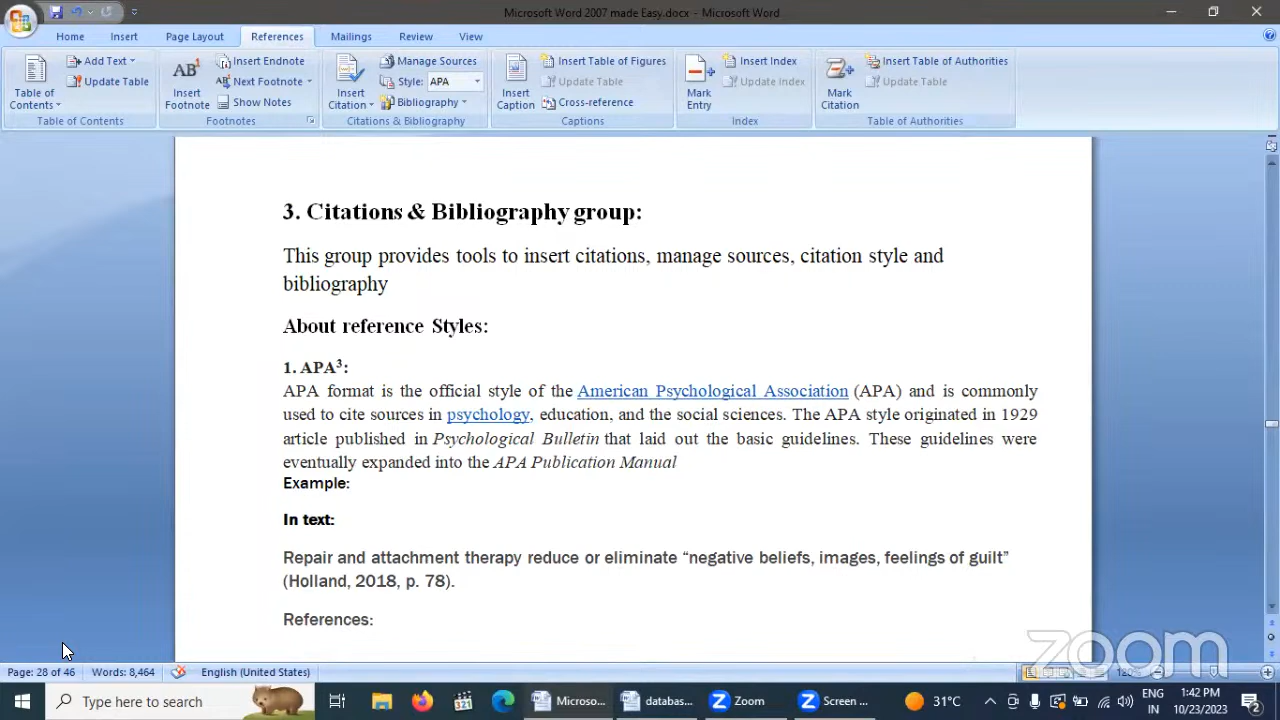 Microsoft Word 2007 made Easy.docx - Microsoft Word
Home Insert Page Layout References Mailings Review View
Table of Contents
Add Text
Update Table
Table of Contents
AB¹
Insert Footnote
Insert Endnote
Next Footnote
Show Notes
Footnotes
Insert Citation
Manage Sources
Style: APA
Bibliography
Citations & Bibliography
Insert Caption
Insert Table of Figures
Update Table
Cross-reference
Captions
Mark Entry
Insert Index
Update Index
Index
Mark Citation
Insert Table of Authorities
Update Table
Table of Authorities
3. Citations & Bibliography group:
This group provides tools to insert citations, manage sources, citation style and
bibliography
About reference Styles:
1. APA³:
APA format is the official style of the American Psychological Association (APA) and is commonly
used to cite sources in psychology, education, and the social sciences. The APA style originated in 1929
article published in Psychological Bulletin that laid out the basic guidelines. These guidelines were
eventually expanded into the APA Publication Manual
Example:
In text:
Repair and attachment therapy reduce or eliminate “negative beliefs, images, feelings of guilt”
(Holland, 2018, p. 78).
References:
zoom
Page: 28 of 46 Words: 8,464 English (United States)
Type here to search
Microso...
databas...
Zoom
Screen ...
31°C
ENG
IN
1:42 PM
10/23/2023
2